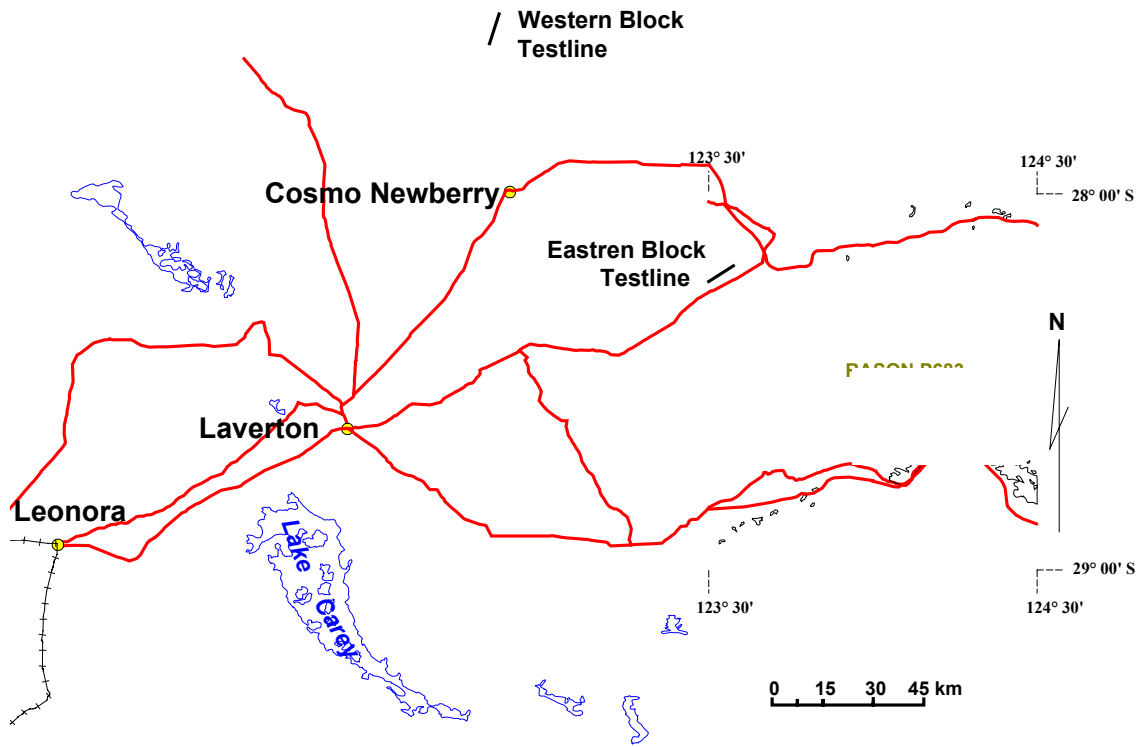 Western Block
Testline
123° 30'
124° 30'
28° 00' S
Cosmo Newberry
Eastren Block
Testline
N
Laverton
Leonora
Lake
Carey
29° 00' S
123° 30'
124° 30'
0 15 30 45 km